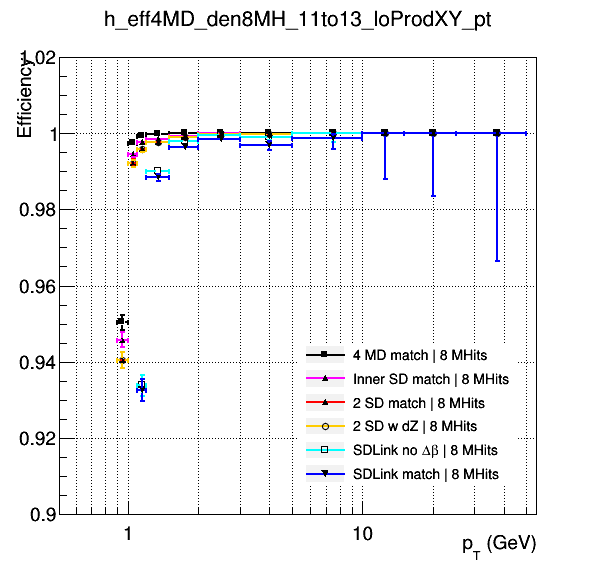 h_eff4MD_den8MH_11to13_loProdXY_pt
Efficiency
1.02
1
0.98
0.96
0.94
0.92
0.9
4 MD match | 8 MHits
Inner SD match | 8 MHits
2 SD match | 8 MHits
2 SD w dZ | 8 MHits
SDLink no Δβ | 8 MHits
SDLink match | 8 MHits
1
10
p_T (GeV)